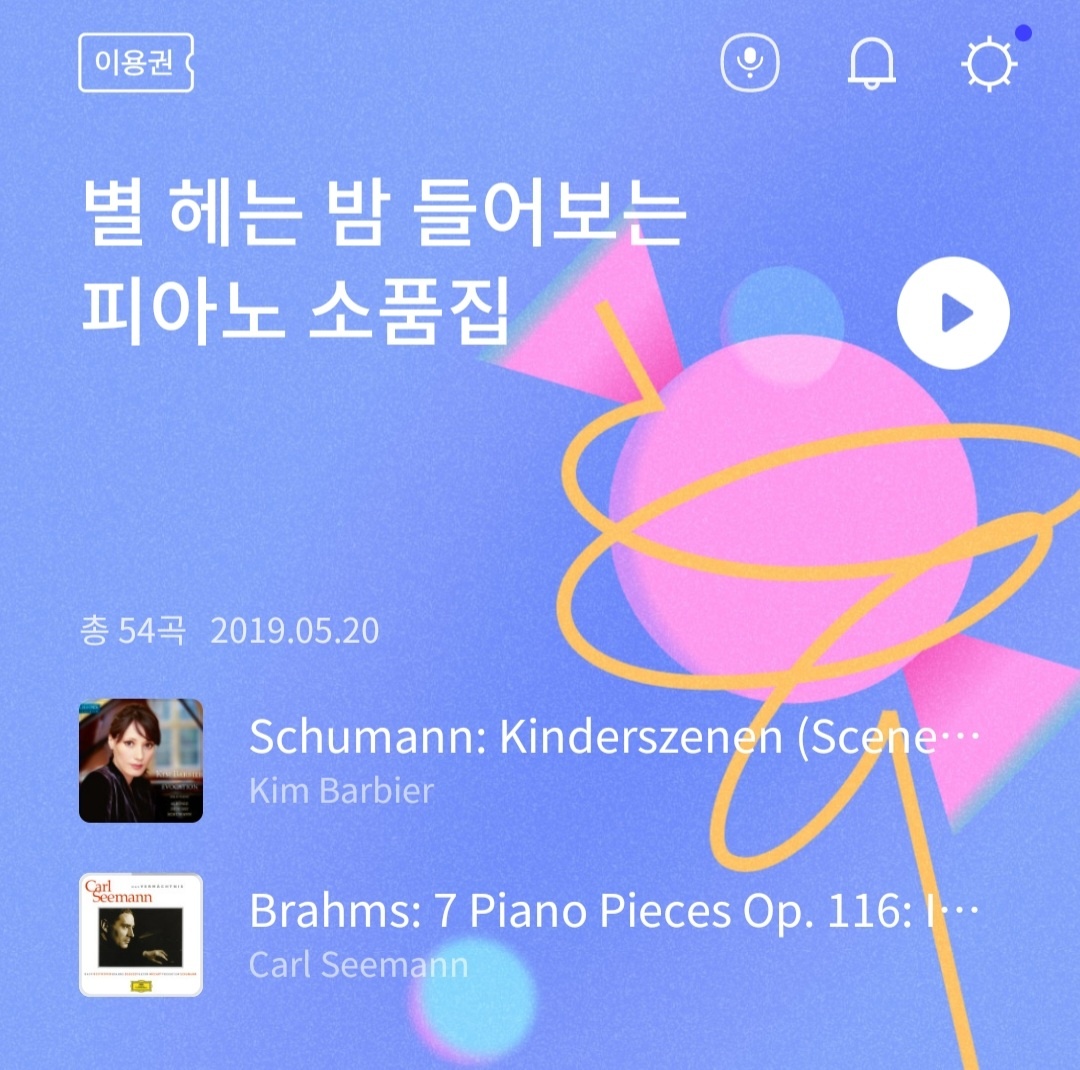 이용권
별 헤는 밤 들어보는
피아노 소품집
총 54곡 2019.05.20
Schumann: Kinderszenen (Scene…
Kim Barbier
Carl
Seemann
Brahms: 7 Piano Pieces Op. 116: I…
Carl Seemann